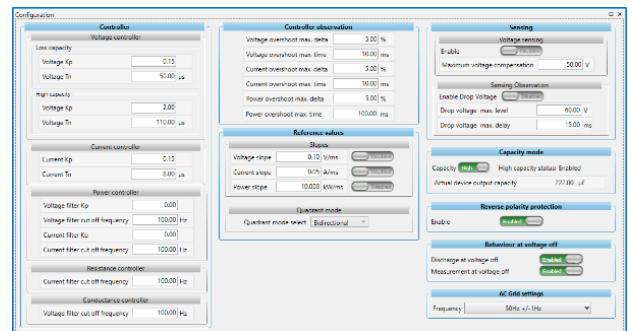 Configuration
Controller
Voltage controller
Loss capacity
Voltage Kp 0.15
Voltage Tn 50.00 µs
High capacity
Voltage Kp 2.00
Voltage Tn 110.00 µs
Current controller
Current Kp 0.15
Current Tn 8.00 µs
Power controller
Voltage filter Kp 0.00
Voltage filter cut off frequency 100.00 Hz
Current filter Kp 0.00
Current filter cut off frequency 100.00 Hz
Resistance controller
Current filter cut off frequency 100.00 Hz
Conductance controller
Voltage filter cut off frequency 100.00 Hz
Controller observation
Voltage overshoot max. delta 3.00 %
Voltage overshoot max. time 10.00 ms
Current overshoot max. delta 5.00 %
Current overshoot max. time 10.00 ms
Power overshoot max. delta 5.00 %
Power overshoot max. time 100.00 ms
Reference values
Slopes
Voltage slope 0.10 V/ms Disabled
Current slope 0.05 A/ms Disabled
Power slope 10.000 kW/ms Disabled
Quadrant mode
Quadrant mode select Bidirectional
Sensing
Voltage sensing
Enable Disabled
Maximum voltage compensation 50.00 V
Sensing Observation
Enable Drop Voltage Disabled
Drop voltage max. level 60.00 V
Drop voltage max. delay 15.00 ms
Capacity mode
Capacity High High capacity status: Enabled
Actual device output capacity 777.00 uF
Reverse polarity protection
Enable Enabled
Behaviour at voltage off
Discharge at voltage off Enabled
Measurement at voltage off Enabled
AC Grid settings
Frequency 50Hz +/-1Hz